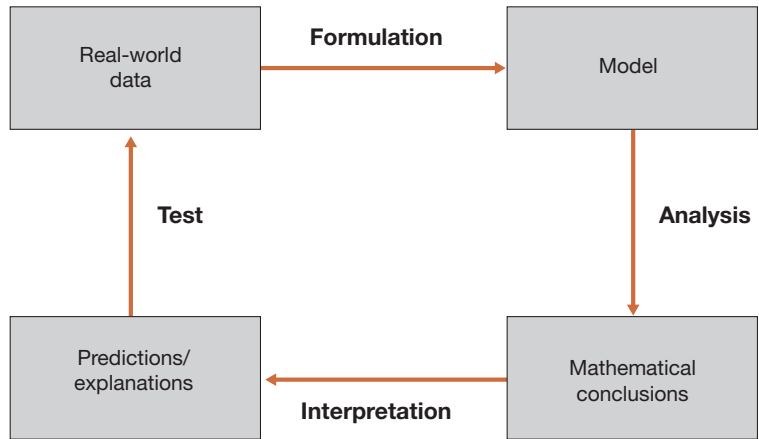 Formulation
Real-world
data
Model
Test
Analysis
Predictions/
explanations
Mathematical
conclusions
Interpretation